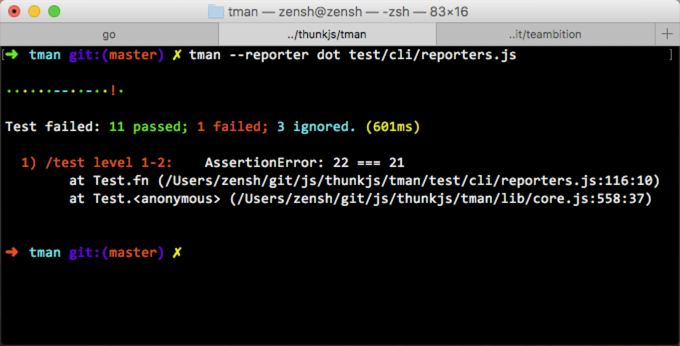 tman — zensh@zensh — -zsh — 83×16
go ../thunkjs/tman ..it/teambition +
[➜ tman git:(master) ✗ tman --reporter dot test/cli/reporters.js ]
······--··-··!·
Test failed: 11 passed; 1 failed; 3 ignored. (601ms)
1) /test level 1-2: AssertionError: 22 === 21
at Test.fn (/Users/zensh/git/js/thunkjs/tman/test/cli/reporters.js:116:10)
at Test.<anonymous> (/Users/zensh/git/js/thunkjs/tman/lib/core.js:558:37)
➜ tman git:(master) ✗